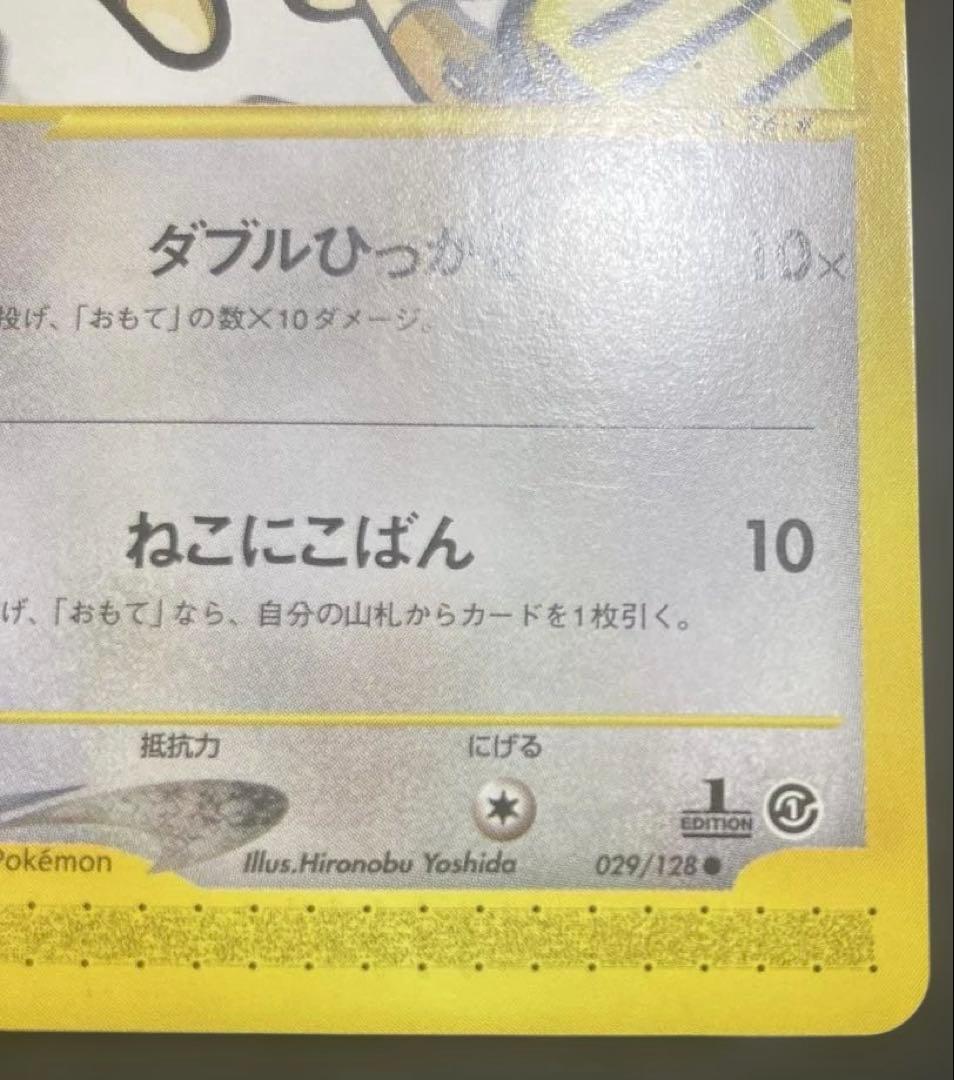 ダブルひっかく 10×
投げ、「おもて」の数×10ダメージ。
ねこにこばん 10
げ、「おもて」なら、自分の山札からカードを1枚引く。
抵抗力 にげる
1
EDITION
Pokémon Illus.Hironobu Yoshida 029/128●